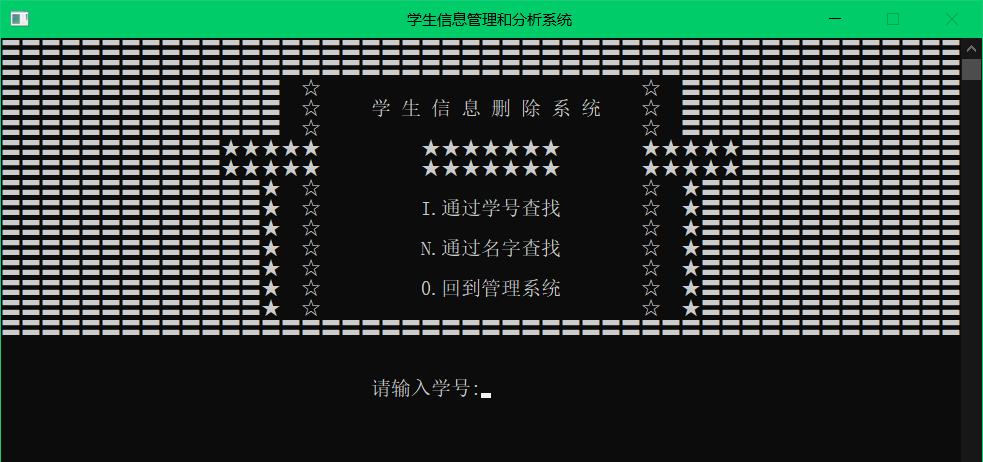 学生信息管理和分析系统
学 生 信 息 删 除 系 统
I.通过学号查找
N.通过名字查找
0.回到管理系统
请输入学号: